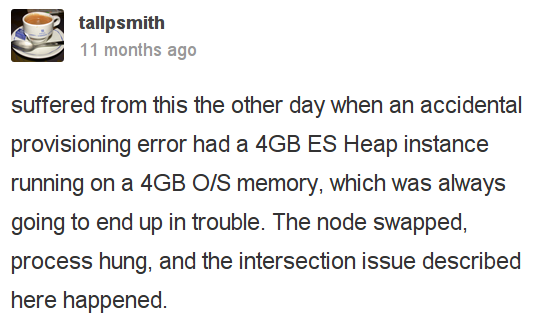 tallpsmith
11 months ago
suffered from this the other day when an accidental
provisioning error had a 4GB ES Heap instance
running on a 4GB O/S memory, which was always
going to end up in trouble. The node swapped,
process hung, and the intersection issue described
here happened.